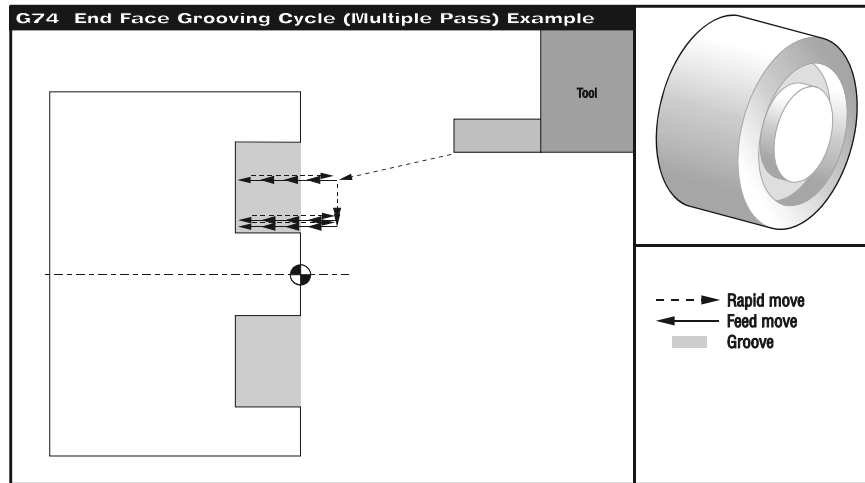 G74 End Face Grooving Cycle (Multiple Pass) Example
Tool
Rapid move
Feed move
Groove